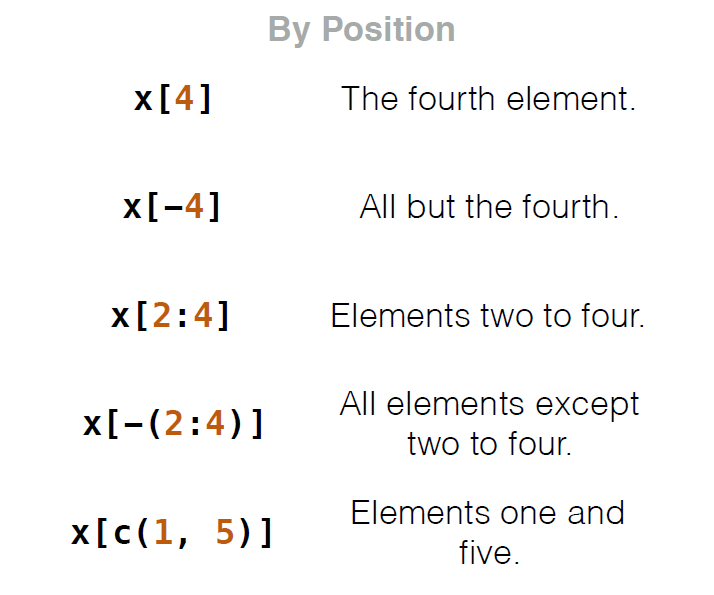 By Position
x[4] The fourth element.
x[-4] All but the fourth.
x[2:4] Elements two to four.
x[-(2:4)] All elements except
two to four.
x[c(1, 5)] Elements one and
five.